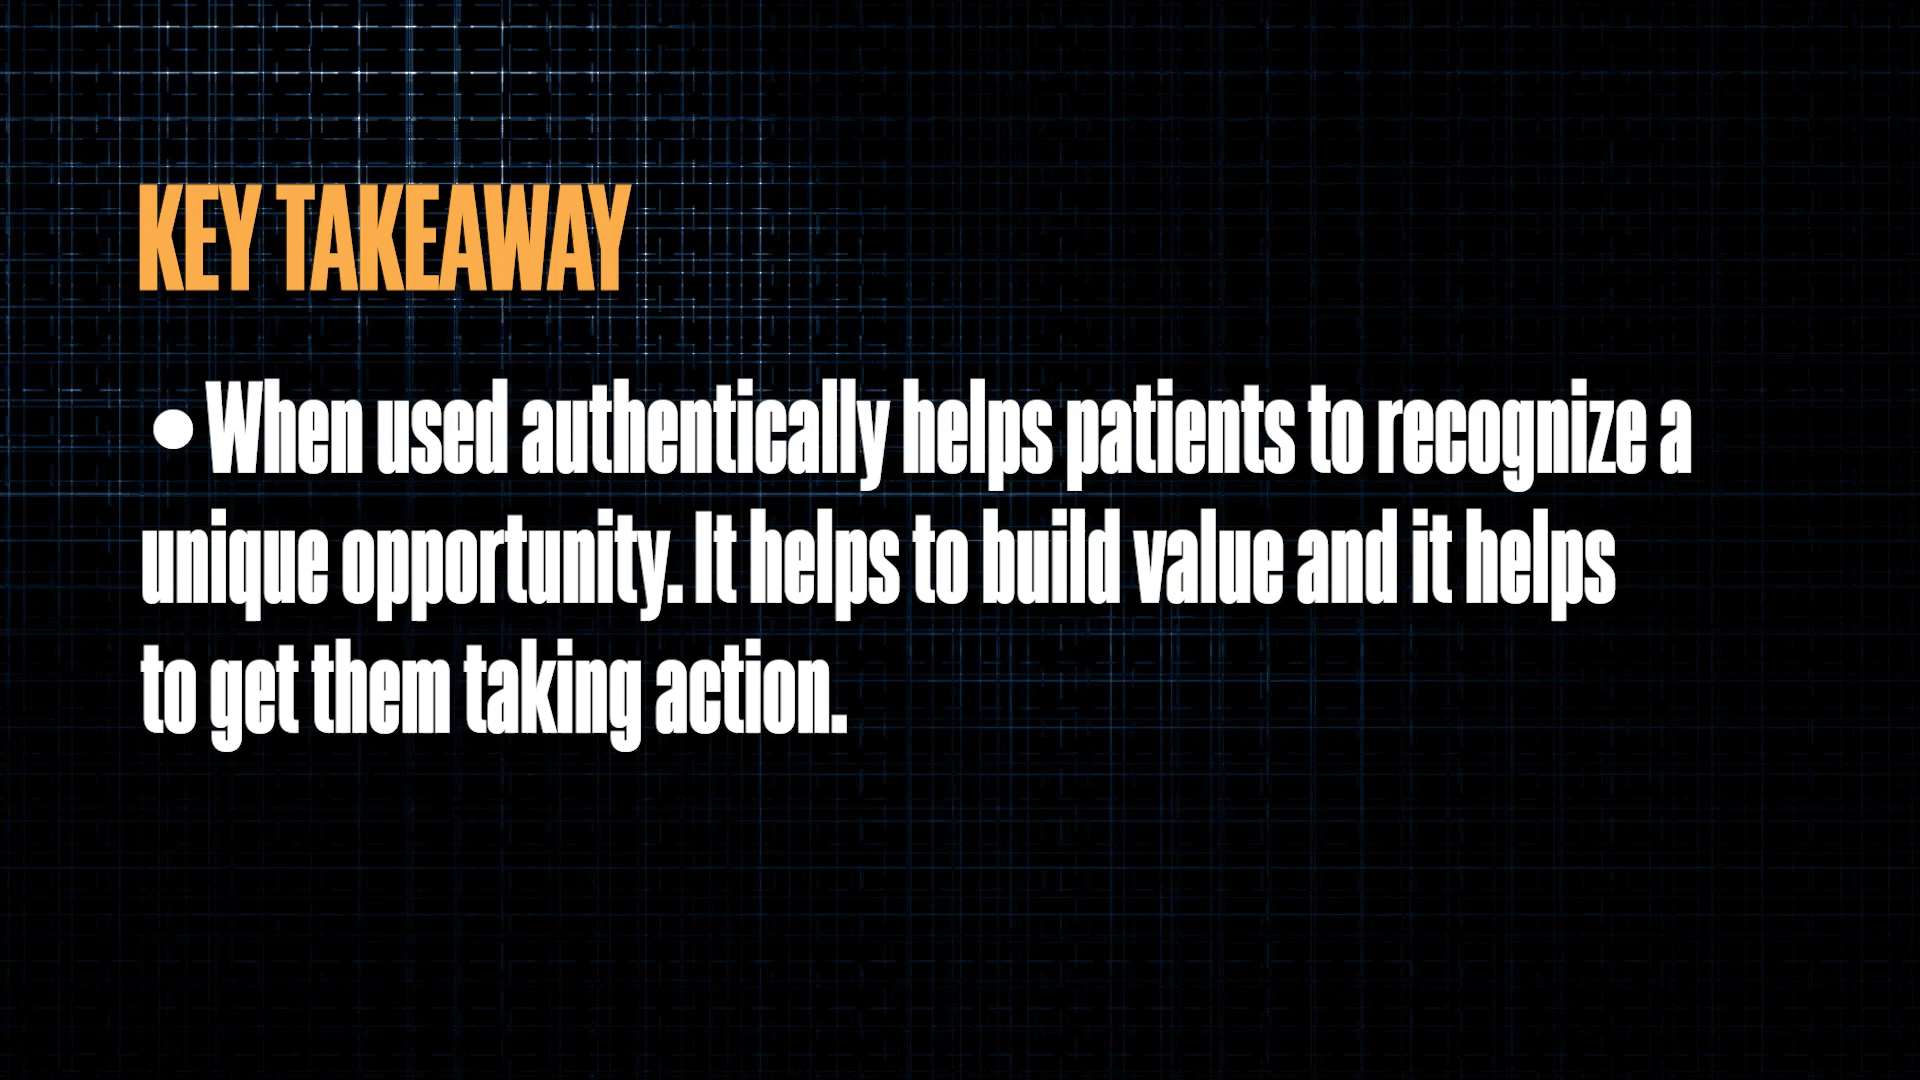 KEY TAKEAWAY
• When used authentically helps patients to recognize a
unique opportunity. It helps to build value and it helps
to get them taking action.